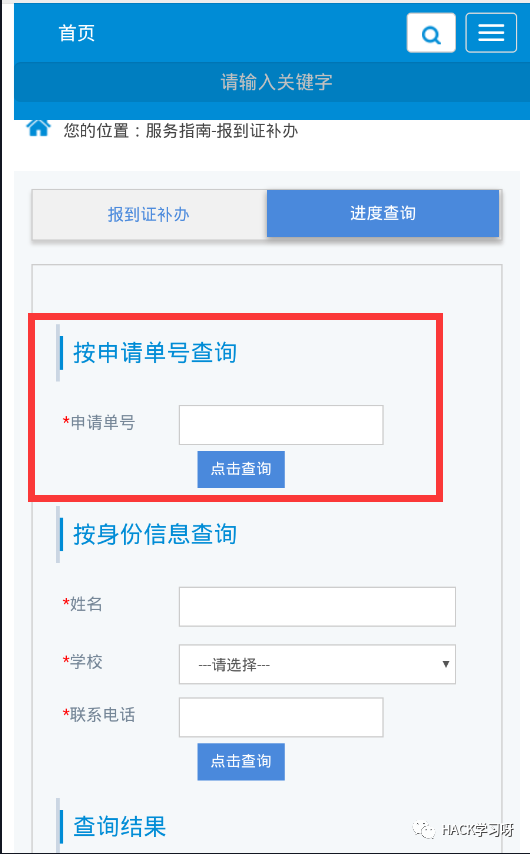 首页
请输入关键字
您的位置：服务指南-报到证补办
报到证补办 进度查询
按申请单号查询
*申请单号
点击查询
按身份信息查询
*姓名
*学校 ---请选择---
*联系电话
点击查询
查询结果
HACK学习呀